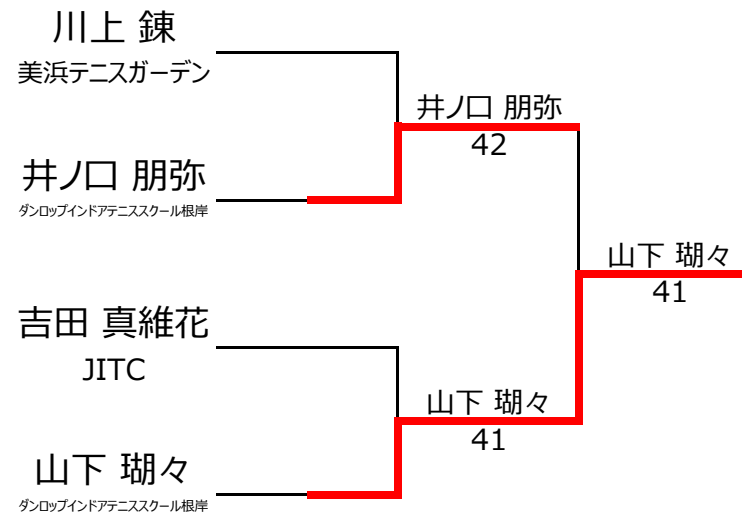 川上 錬
美浜テニスガーデン
井ノ口 朋弥
42
井ノ口 朋弥
ダンロップインドアテニススクール根岸
山下 瑚々
41
吉田 真維花
JITC
山下 瑚々
41
山下 瑚々
ダンロップインドアテニススクール根岸